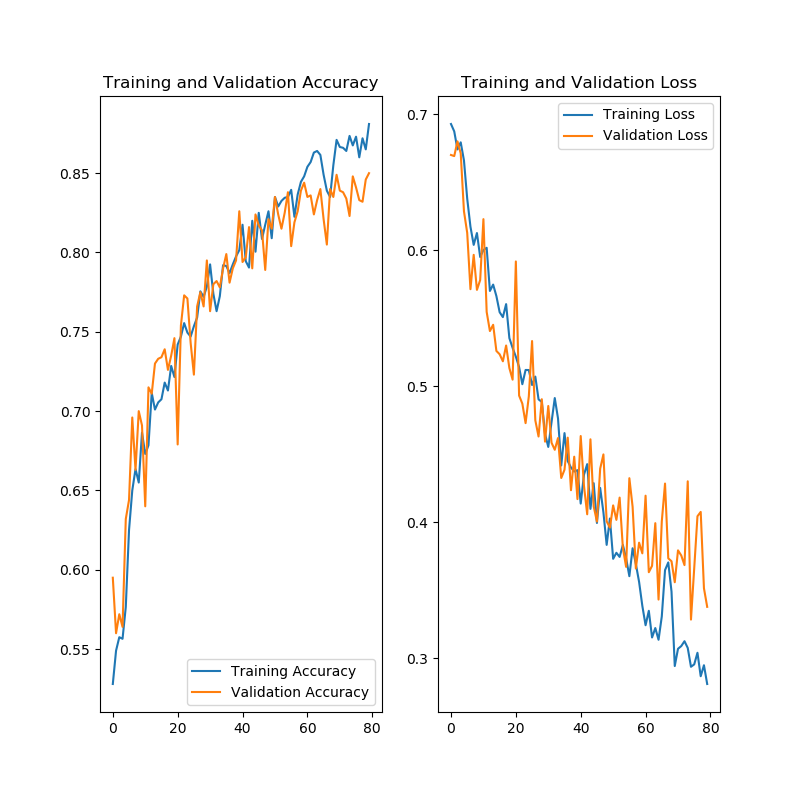 Training and Validation Accuracy
0.85
0.80
0.75
0.70
0.65
0.60
0.55
0 20 40 60 80
Training Accuracy
Validation Accuracy
Training and Validation Loss
0.7
0.6
0.5
0.4
0.3
0 20 40 60 80
Training Loss
Validation Loss